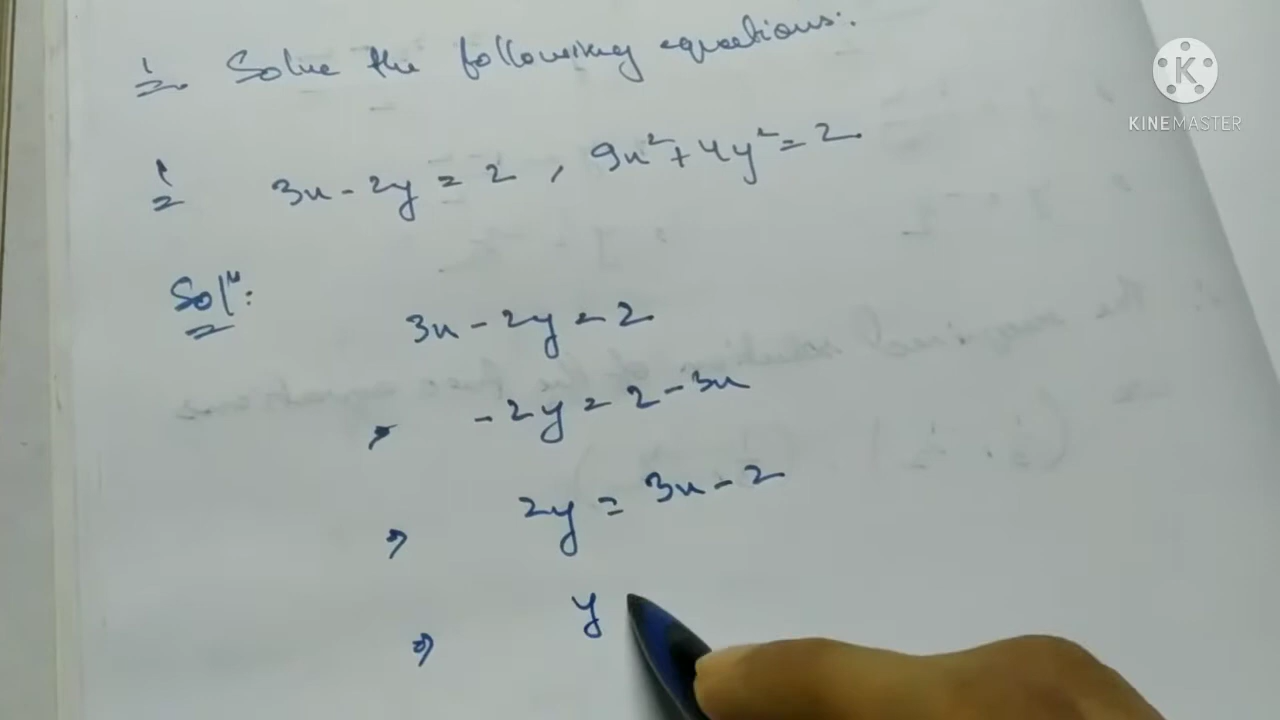 1. Solve the following equations:
1 3x - 2y = 2 , 9x² + 4y² = 2
Solⁿ:
3x - 2y = 2
⇒ -2y = 2 - 3x
⇒ 2y = 3x - 2
⇒ y
KINEMASTER